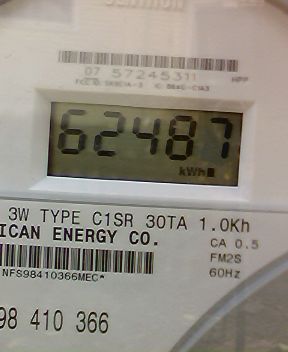 07 57245311 HPP
62487
kWh
3W TYPE C1SR 30TA 1.0Kh
ICAN ENERGY CO.
CA 0.5
FM2S
NFS98410366MEC*
60Hz
98 410 366